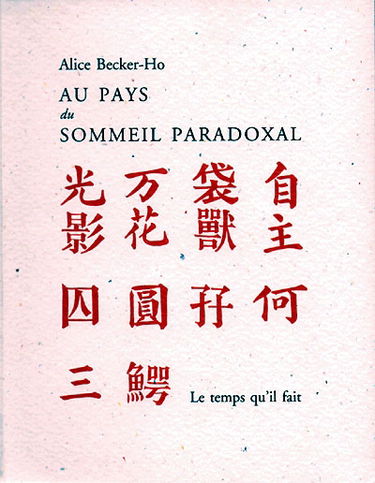 Alice Becker-Ho
AU PAYS
du
SOMMEIL PARADOXAL
光 万 袋 自
影 花 獸 主
囚 圓 孖 何
三 鰐
Le temps qu'il fait